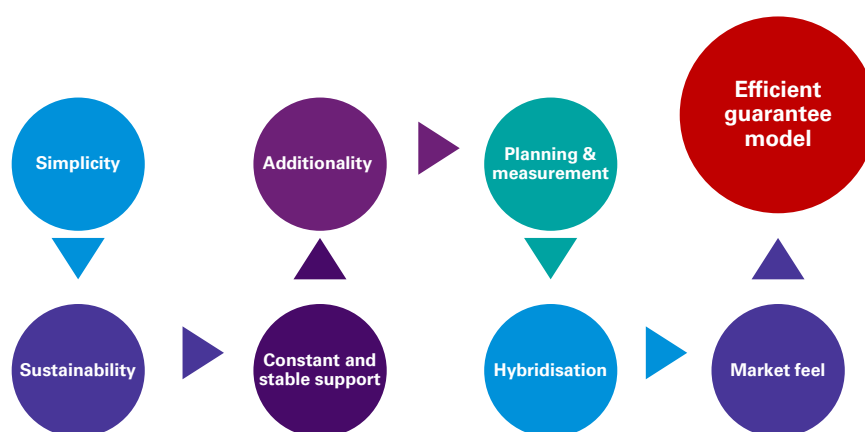 Simplicity
Sustainability
Constant and
stable support
Additionality
Planning &
measurement
Hybridisation
Market feel
Efficient
guarantee
model